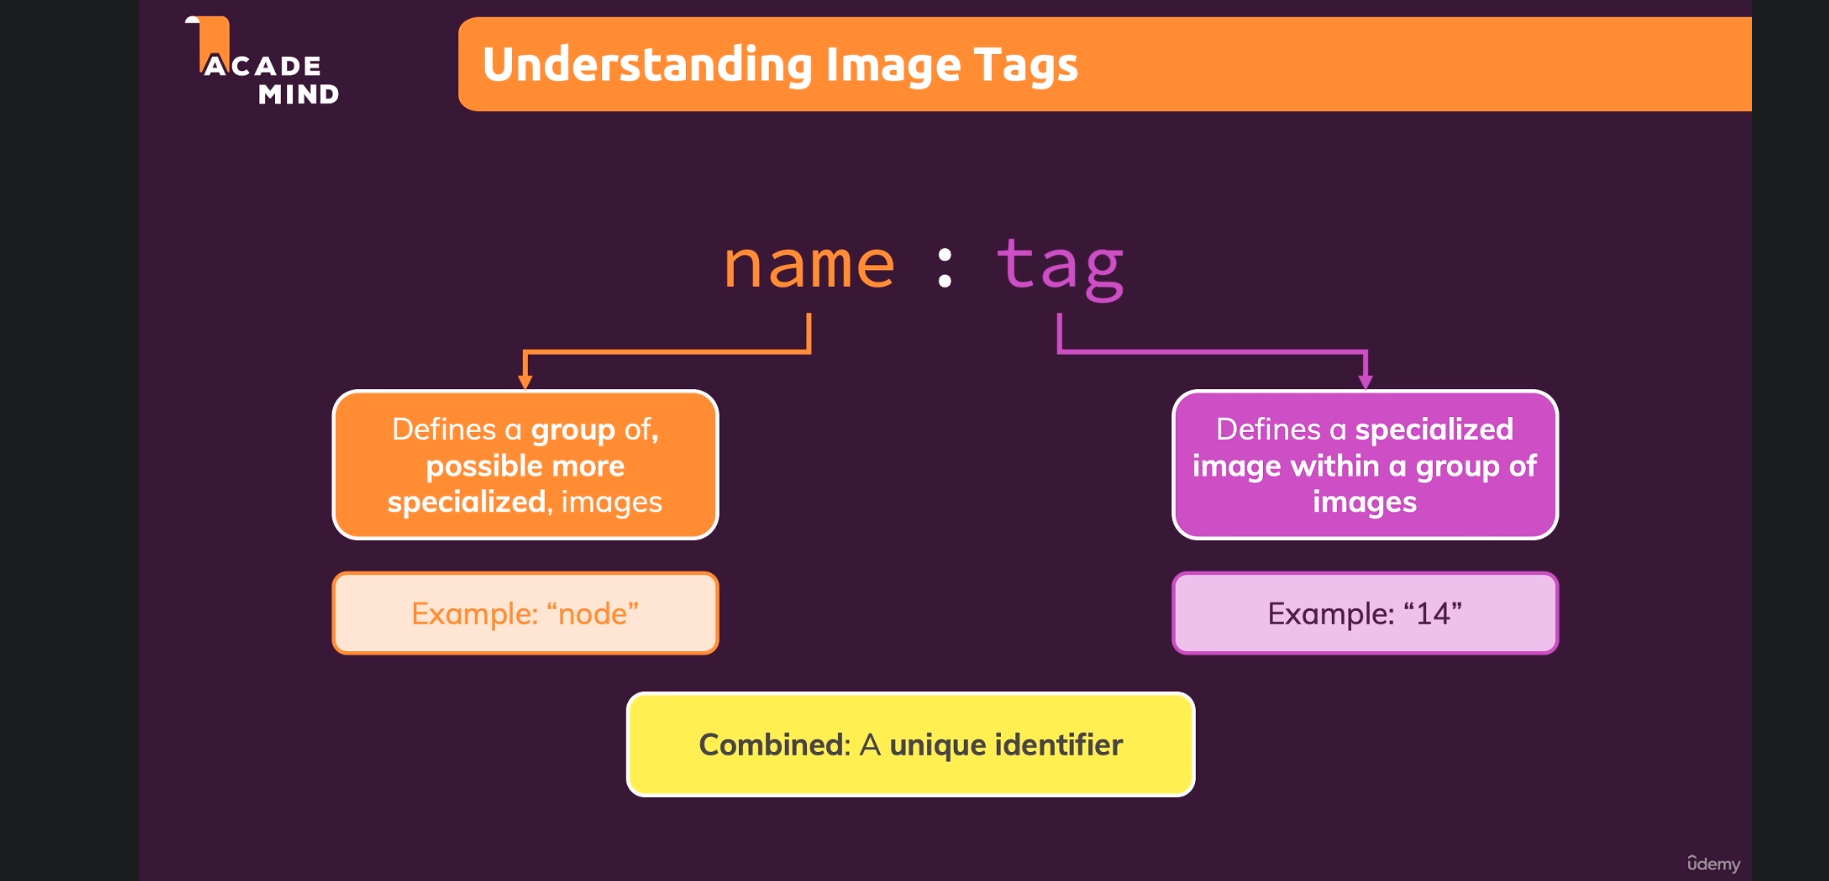 ACADE
MIND
Understanding Image Tags
name : tag
Defines a group of,
possible more
specialized, images
Defines a specialized
image within a group of
images
Example: “node”
Example: “14”
Combined: A unique identifier
ûdemy